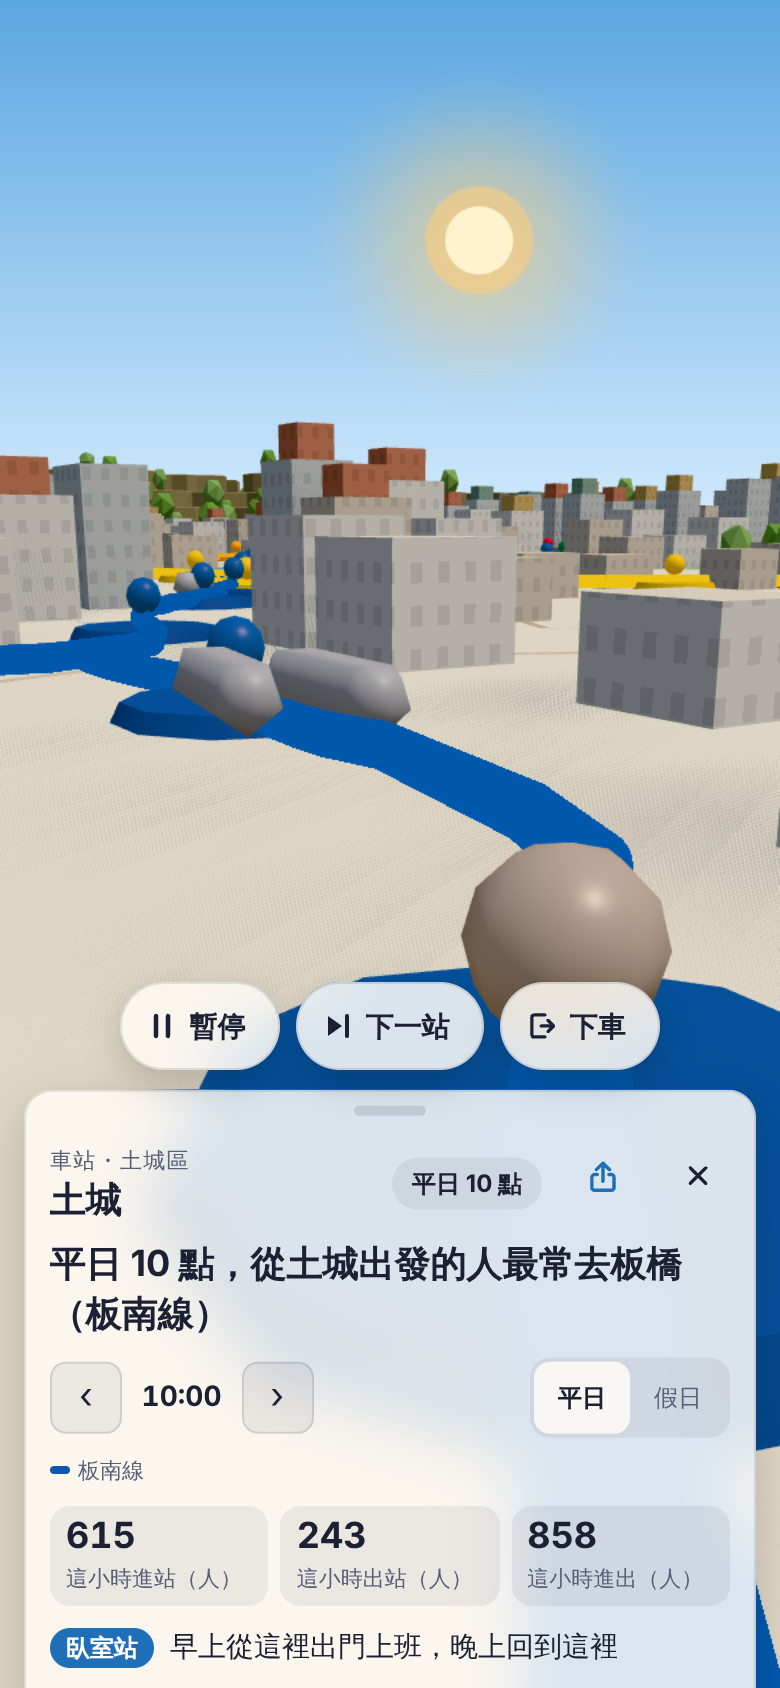 暫停
下一站
下車
車站・土城區
土城
平日 10 點
平日 10 點，從土城出發的人最常去板橋
（板南線）
‹
10:00
›
平日
假日
板南線
615
這小時進站（人）
243
這小時出站（人）
858
這小時進出（人）
臥室站
早上從這裡出門上班，晚上回到這裡